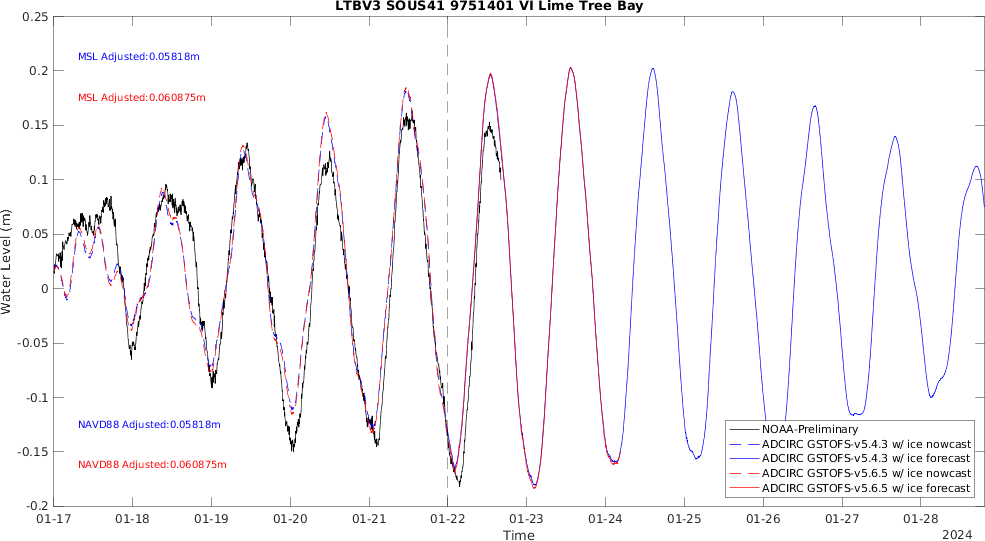 LTBV3 SOUS41 9751401 VI Lime Tree Bay
0.25
0.2
0.15
0.1
0.05
0
-0.05
-0.1
-0.15
-0.2
Water Level (m)
MSL Adjusted:0.05818m
MSL Adjusted:0.060875m
NAVD88 Adjusted:0.05818m
NAVD88 Adjusted:0.060875m
NOAA-Preliminary
ADCIRC GSTOFS-v5.4.3 w/ ice nowcast
ADCIRC GSTOFS-v5.4.3 w/ ice forecast
ADCIRC GSTOFS-v5.6.5 w/ ice nowcast
ADCIRC GSTOFS-v5.6.5 w/ ice forecast
01-17 01-18 01-19 01-20 01-21 01-22 01-23 01-24 01-25 01-26 01-27 01-28
Time
2024